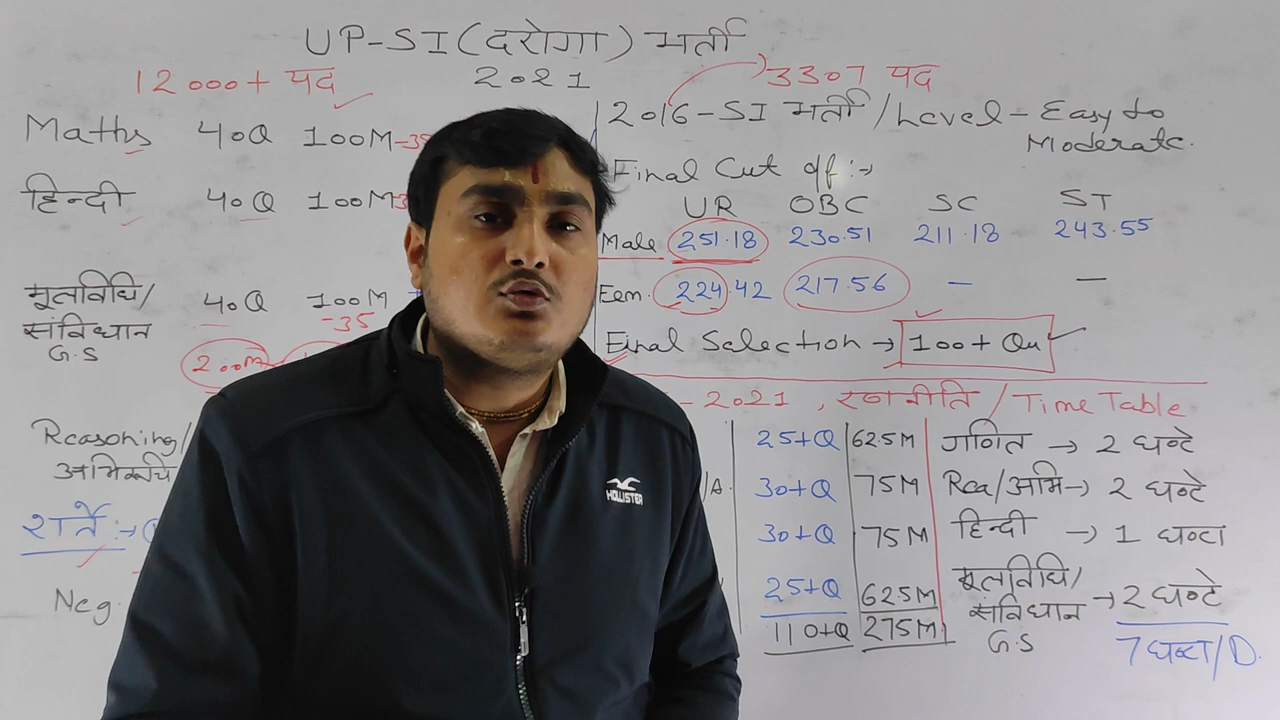 UP-SI (दरोगा) भर्ती
12000+ पद
2021
3307 पद
Maths 40Q 100M-35
हिन्दी 40Q 100M
मूलविधि/
संविधान
G.S
40Q 100M
-35
200M
Reasoning/
अभिरूचि
शर्ते :→
Neg.
2016-SI भर्ती/Level - Easy to
Moderate.
Final Cut off :→
UR OBC SC ST
Male 251.18 230.51 211.18 243.55
Fem. 224.42 217.56 — —
Final Selection → 100+ Qu
- 2021, रणनीति / Time Table
25+Q 62.5M गणित → 2 घण्टे
/A. 30+Q 75M Rea/अभि→ 2 घण्टे
30+Q 75M हिन्दी → 1 घण्टा
25+Q 62.5M मूलविधि/
संविधान → 2 घण्टे
G.S
110+Q 275M 7 घण्टा/D.
HOLLISTER